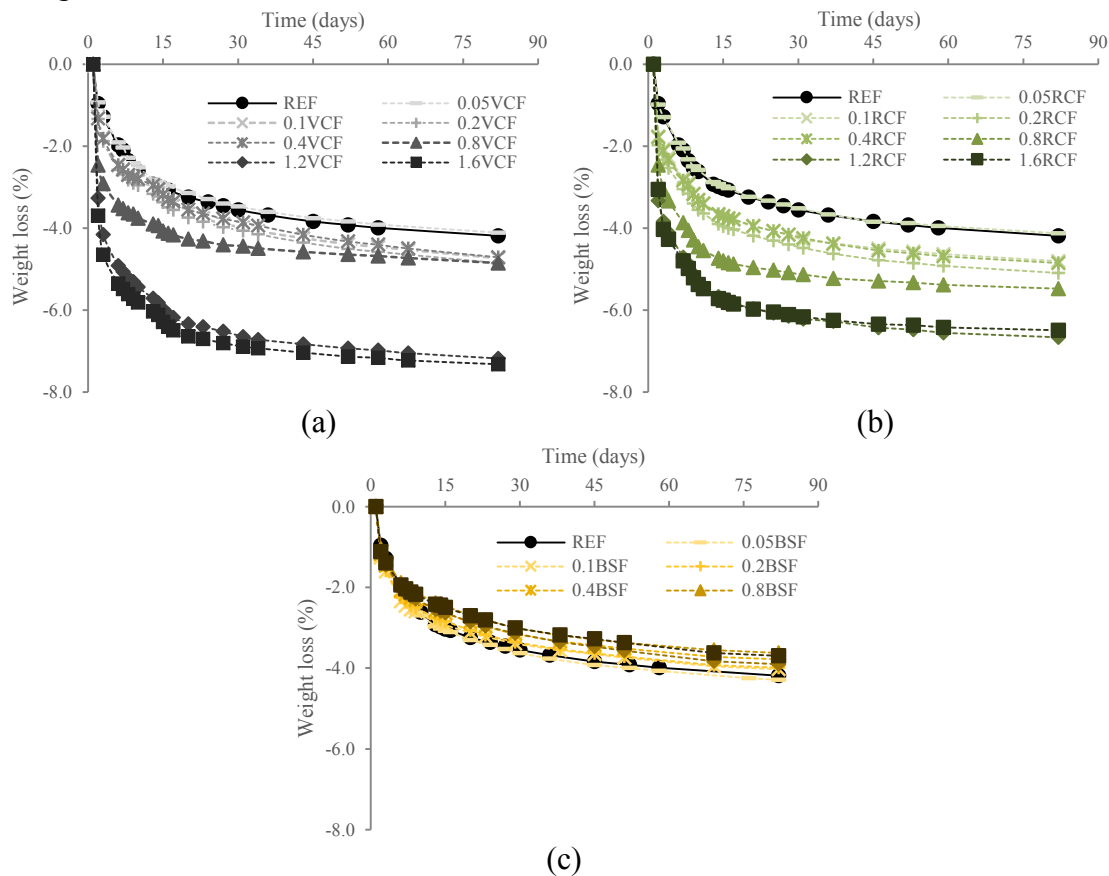 Time (days)
0 15 30 45 60 75 90
0.0
-2.0
-4.0
-6.0
-8.0
Weight loss (%)
REF 0.05VCF
0.1VCF 0.2VCF
0.4VCF 0.8VCF
1.2VCF 1.6VCF
(a)
Time (days)
0 15 30 45 60 75 90
0.0
-2.0
-4.0
-6.0
-8.0
Weight loss (%)
REF 0.05RCF
0.1RCF 0.2RCF
0.4RCF 0.8RCF
1.2RCF 1.6RCF
(b)
Time (days)
0 15 30 45 60 75 90
0.0
-2.0
-4.0
-6.0
-8.0
Weight loss (%)
REF 0.05BSF
0.1BSF 0.2BSF
0.4BSF 0.8BSF
(c)